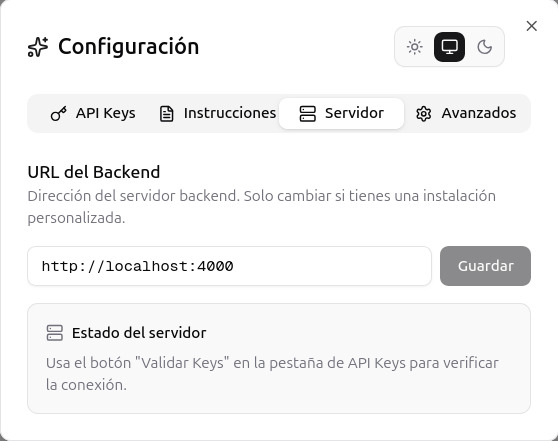 Configuración
API Keys
Instrucciones
Servidor
Avanzados
URL del Backend
Dirección del servidor backend. Solo cambiar si tienes una instalación
personalizada.
http://localhost:4000
Guardar
Estado del servidor
Usa el botón "Validar Keys" en la pestaña de API Keys para verificar
la conexión.